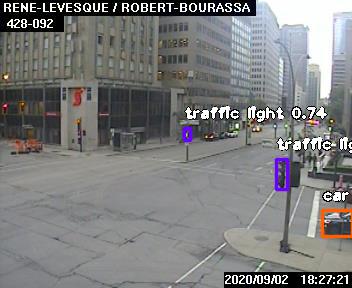 RENE-LEVESQUE / ROBERT-BOURASSA
428-092
traffic light 0.74
traffic lig
car
2020/09/02 18:27:21